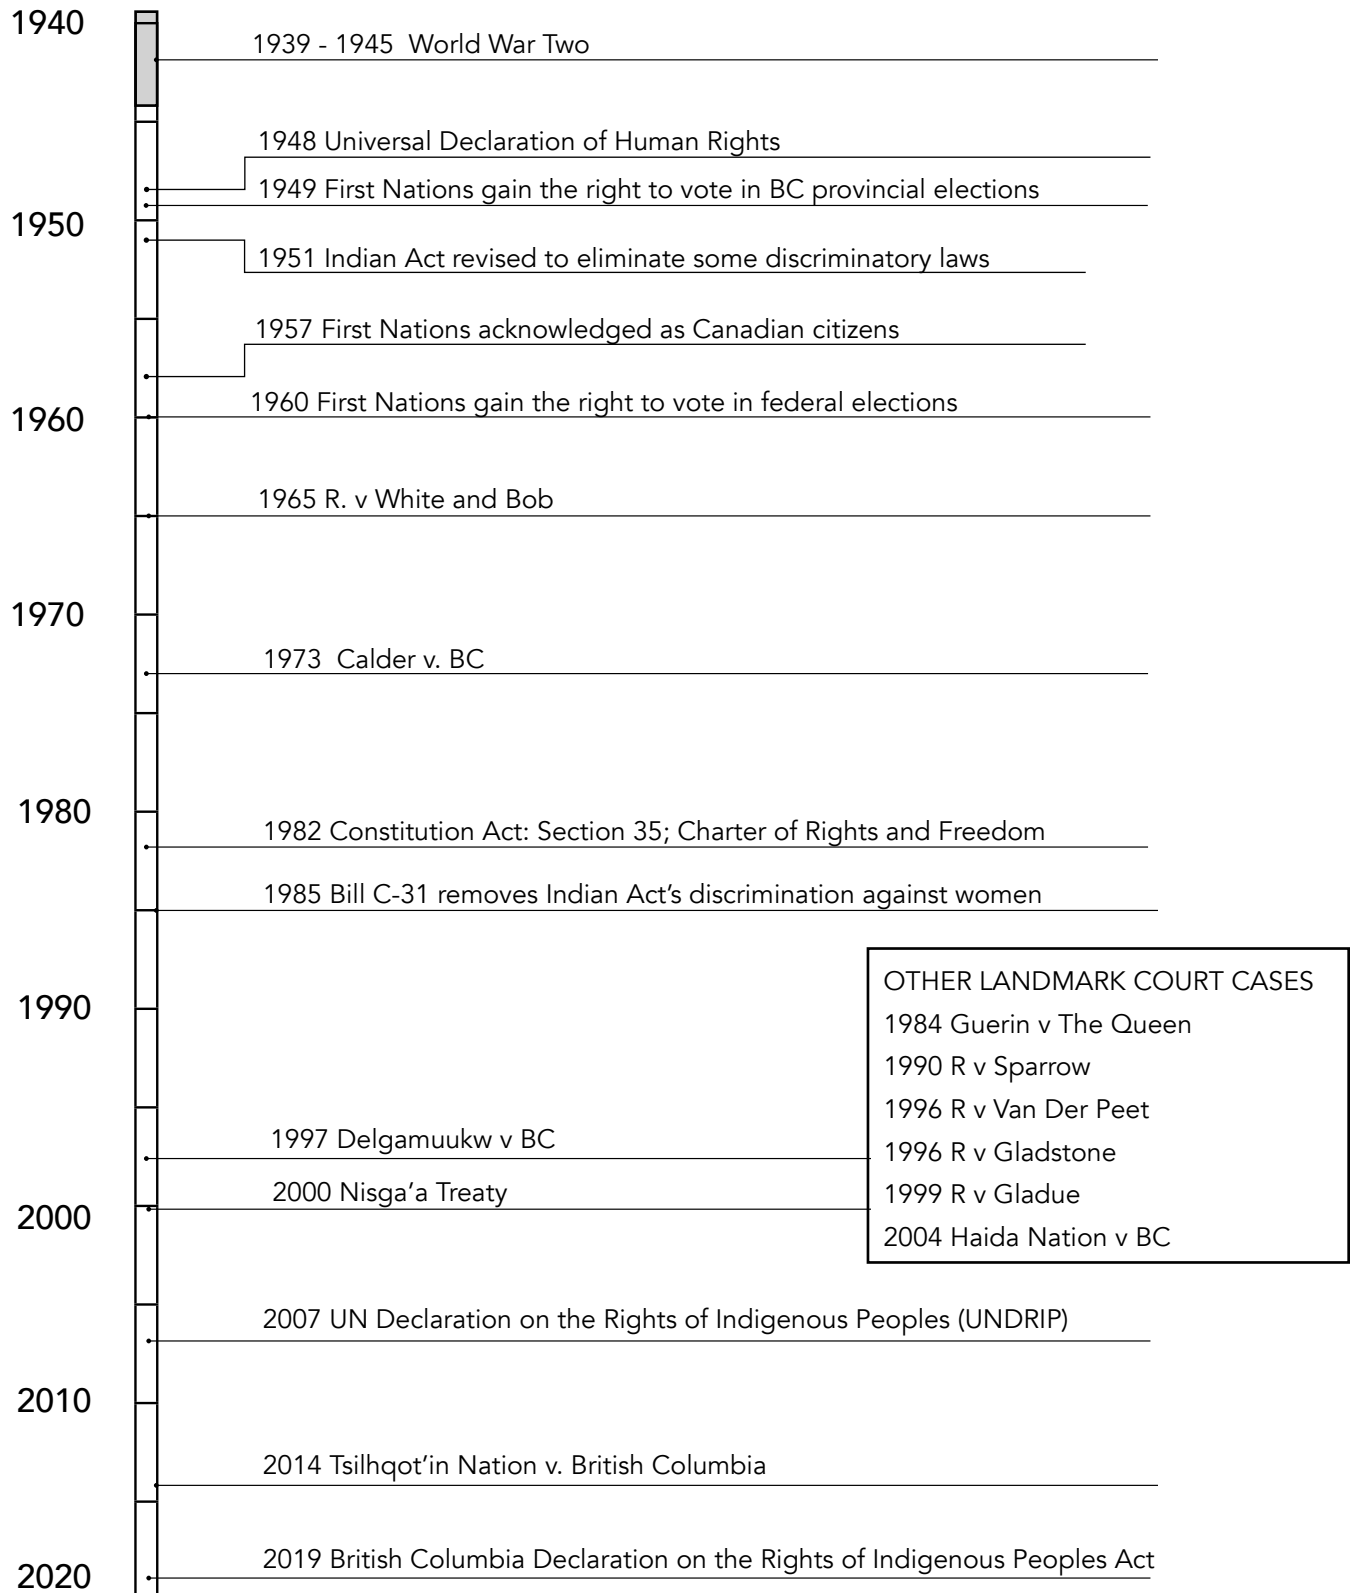 1940
1939 - 1945  World War Two
1948 Universal Declaration of Human Rights
1949 First Nations gain the right to vote in BC provincial elections
1950
1951 Indian Act revised to eliminate some discriminatory laws
1957 First Nations acknowledged as Canadian citizens
1960 First Nations gain the right to vote in federal elections
1960
1965 R. v White and Bob
1970
1973  Calder v. BC
1980
1982 Constitution Act: Section 35; Charter of Rights and Freedom
1985 Bill C-31 removes Indian Act’s discrimination against women
1990
OTHER LANDMARK COURT CASES
1984 Guerin v The Queen
1990 R v Sparrow
1996 R v Van Der Peet
1996 R v Gladstone
1999 R v Gladue
2004 Haida Nation v BC
1997 Delgamuukw v BC
2000 Nisga’a Treaty
2000
2007 UN Declaration on the Rights of Indigenous Peoples (UNDRIP)
2010
2014 Tsilhqot’in Nation v. British Columbia
2019 British Columbia Declaration on the Rights of Indigenous Peoples Act
2020